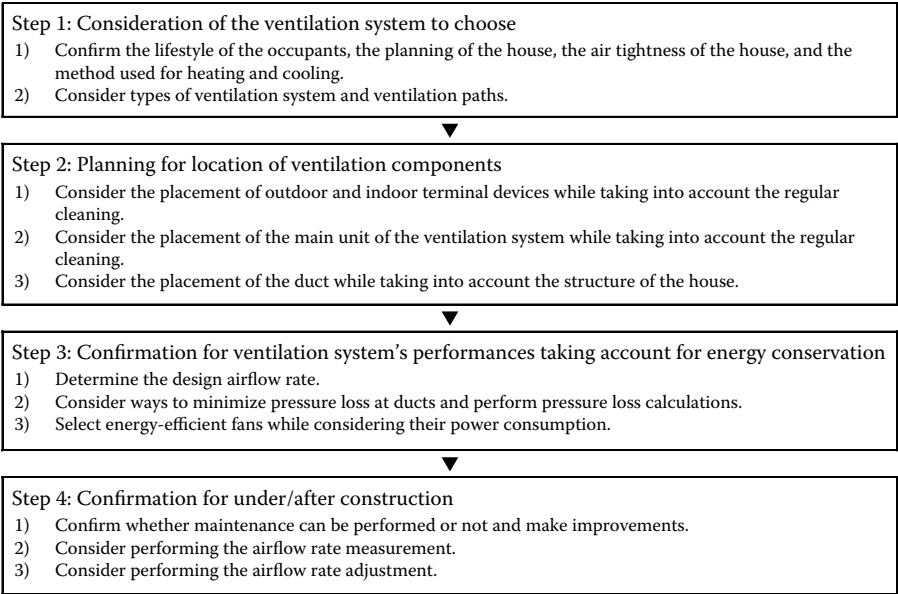 Step 1: Consideration of the ventilation system to choose
1) Confirm the lifestyle of the occupants, the planning of the house, the air tightness of the house, and the
method used for heating and cooling.
2) Consider types of ventilation system and ventilation paths.
Step 2: Planning for location of ventilation components
1) Consider the placement of outdoor and indoor terminal devices while taking into account the regular
cleaning.
2) Consider the placement of the main unit of the ventilation system while taking into account the regular
cleaning.
3) Consider the placement of the duct while taking into account the structure of the house.
Step 3: Confirmation for ventilation system's performances taking account for energy conservation
1) Determine the design airflow rate.
2) Consider ways to minimize pressure loss at ducts and perform pressure loss calculations.
3) Select energy-efficient fans while considering their power consumption.
Step 4: Confirmation for under/after construction
1) Confirm whether maintenance can be performed or not and make improvements.
2) Consider performing the airflow rate measurement.
3) Consider performing the airflow rate adjustment.